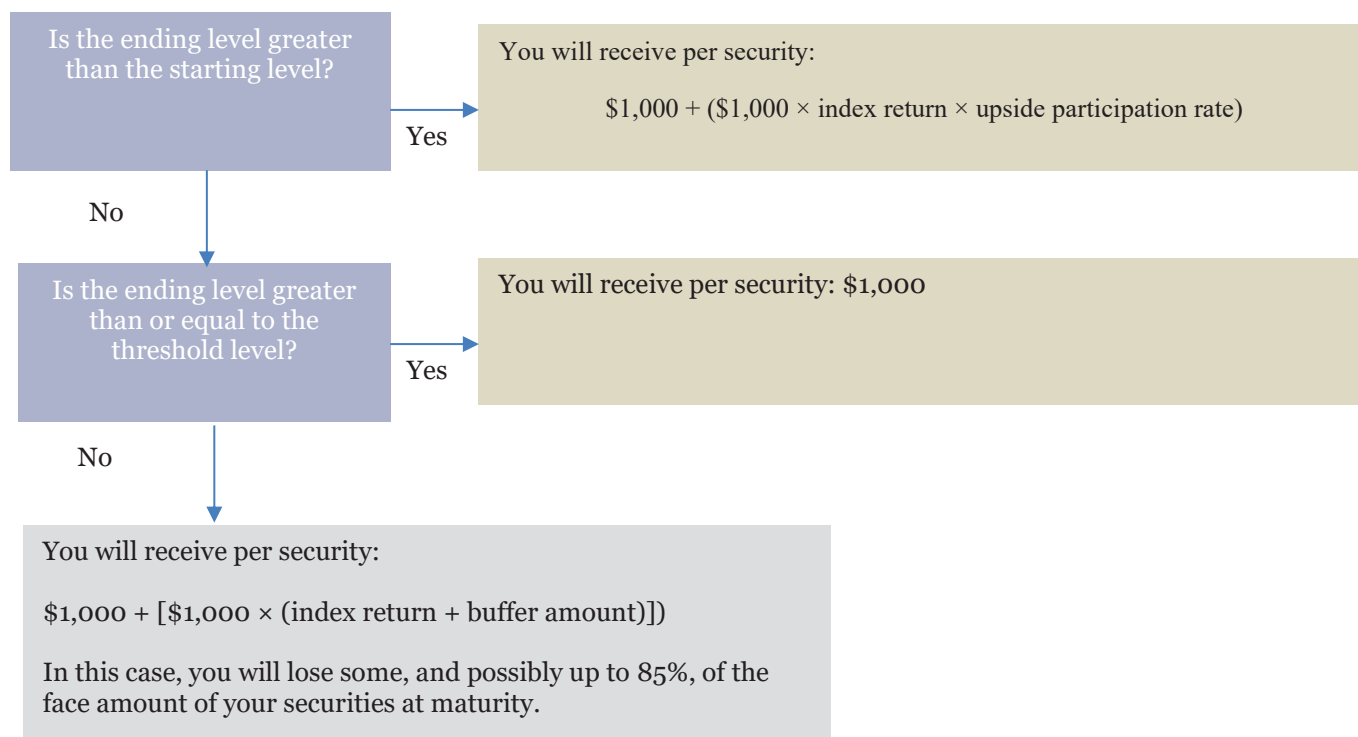 Is the ending level greater
than the starting level?
You will receive per security:
$1,000 + ($1,000 × index return × upside participation rate)
Yes
No
Is the ending level greater
than or equal to the
threshold level?
You will receive per security: $1,000
Yes
No
You will receive per security:
$1,000 + [$1,000 × (index return + buffer amount)])
In this case, you will lose some, and possibly up to 85%, of the
face amount of your securities at maturity.